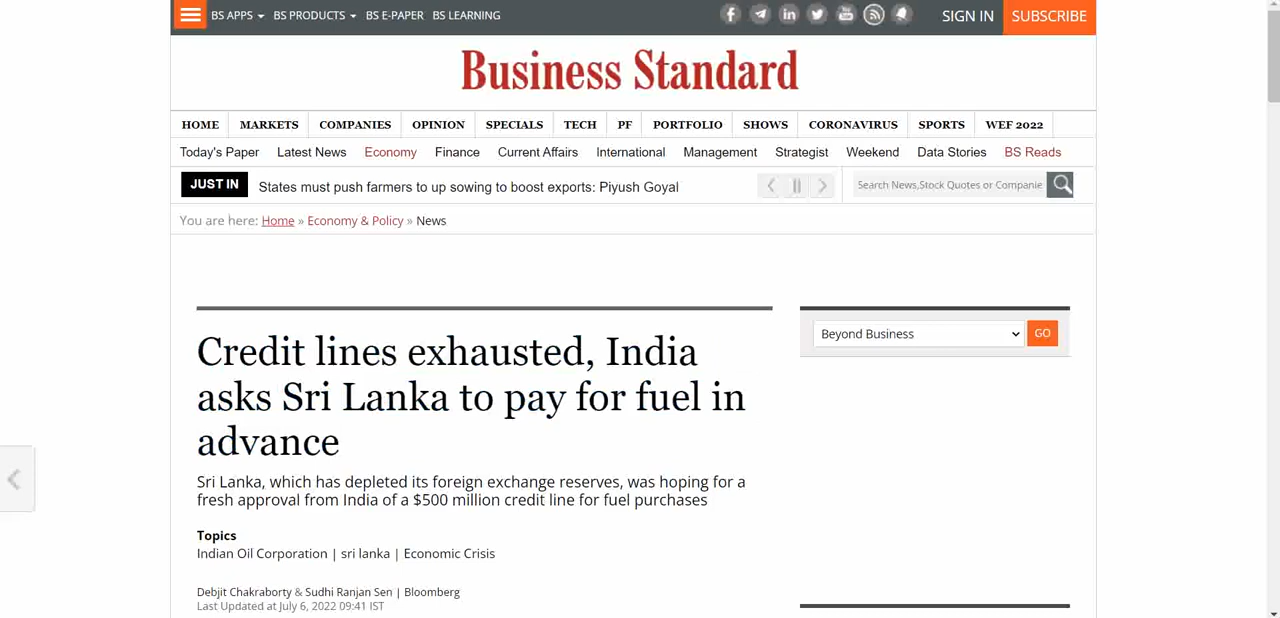 BS APPS BS PRODUCTS BS E-PAPER BS LEARNING SIGN IN SUBSCRIBE
Business Standard
HOME MARKETS COMPANIES OPINION SPECIALS TECH PF PORTFOLIO SHOWS CORONAVIRUS SPORTS WEF 2022
Today's Paper Latest News Economy Finance Current Affairs International Management Strategist Weekend Data Stories BS Reads
JUST IN States must push farmers to up sowing to boost exports: Piyush Goyal Search News,Stock Quotes or Companie
You are here: Home » Economy & Policy » News
Beyond Business GO
Credit lines exhausted, India
asks Sri Lanka to pay for fuel in
advance
Sri Lanka, which has depleted its foreign exchange reserves, was hoping for a
fresh approval from India of a $500 million credit line for fuel purchases
Topics
Indian Oil Corporation | sri lanka | Economic Crisis
Debjit Chakraborty & Sudhi Ranjan Sen | Bloomberg
Last Updated at July 6, 2022 09:41 IST